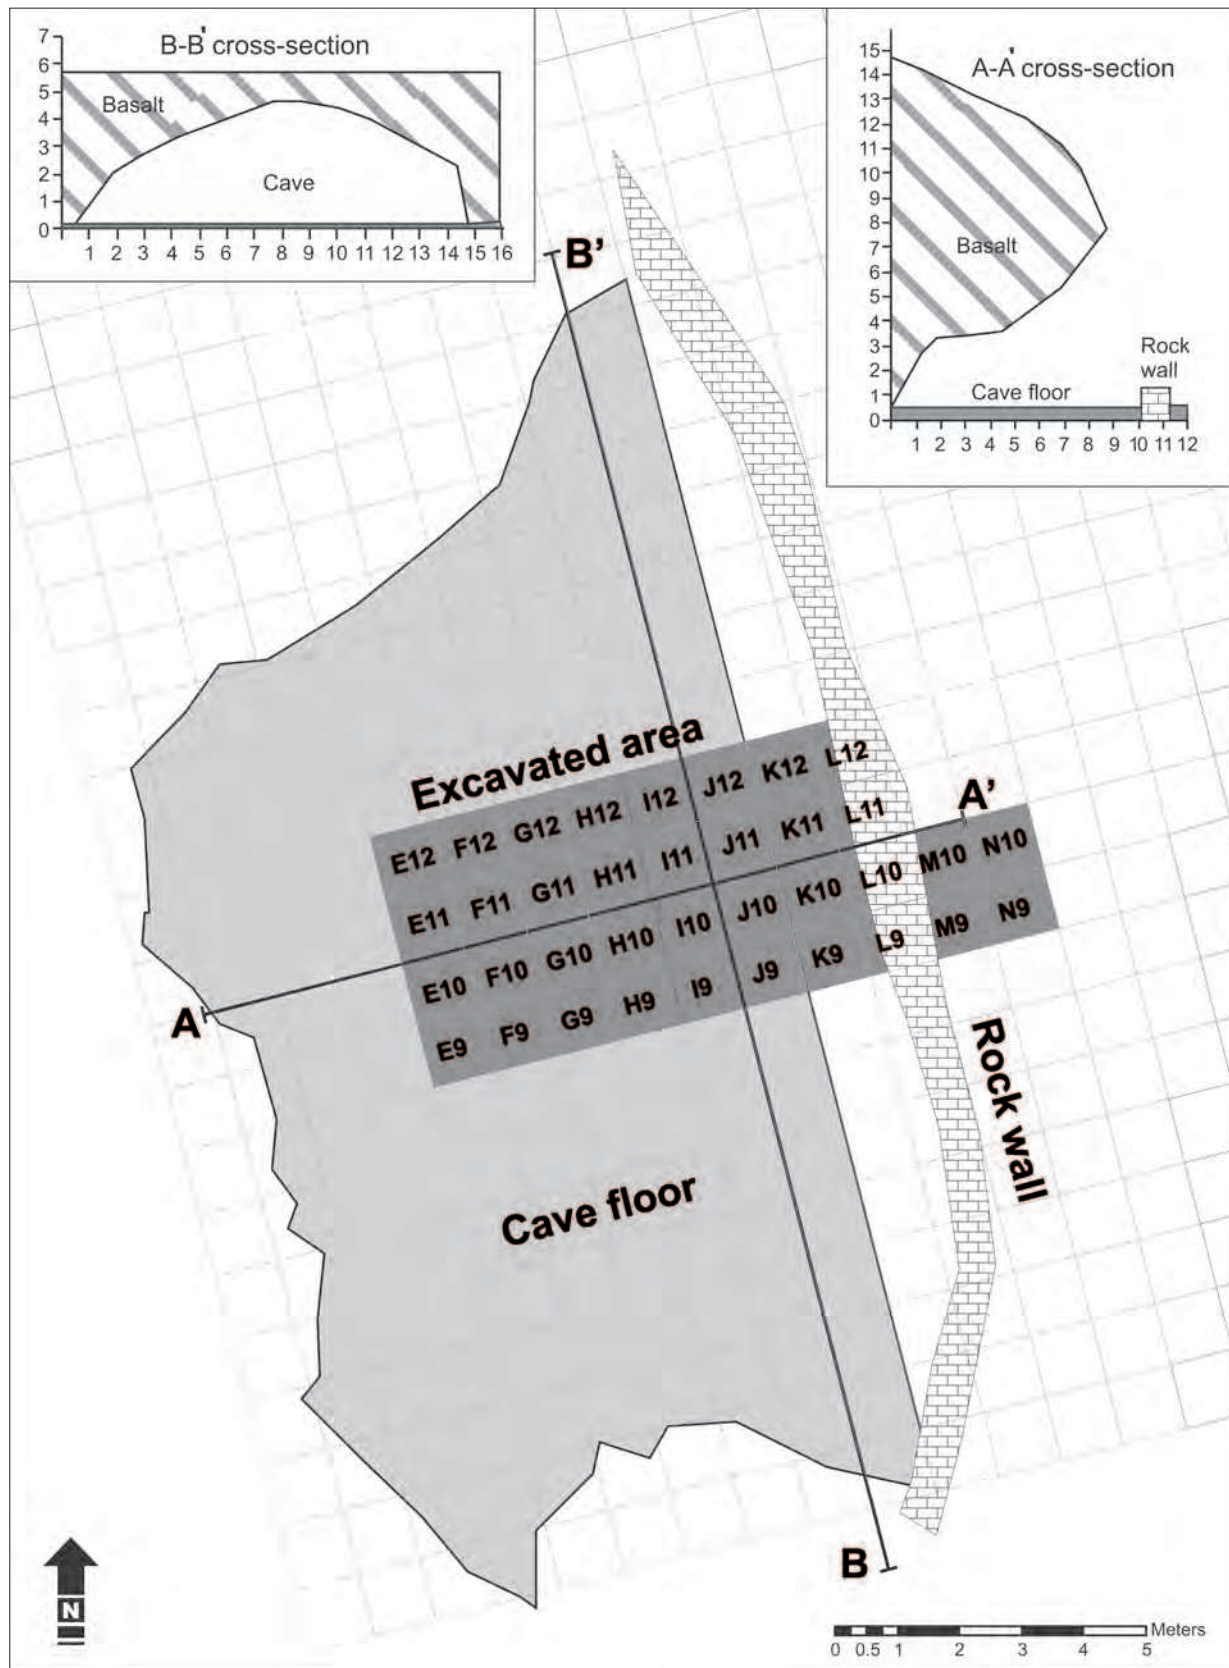 B-B' cross-section
7
6
5
4
3
2
1
0
Basalt
Cave
1 2 3 4 5 6 7 8 9 10 11 12 13 14 15 16
A-A' cross-section
15
14
13
12
11
10
9
8
7
6
5
4
3
2
1
0
Basalt
Rock
wall
Cave floor
1 2 3 4 5 6 7 8 9 10 11 12
B'
Excavated area
E12 F12 G12 H12 I12 J12 K12 L12
E11 F11 G11 H11 I11 J11 K11 L11
A'
E10 F10 G10 H10 I10 J10 K10 L10 M10 N10
E9 F9 G9 H9 I9 J9 K9 L9 M9 N9
A
Rock wall
Cave floor
B
N
Meters
0 0.5 1 2 3 4 5